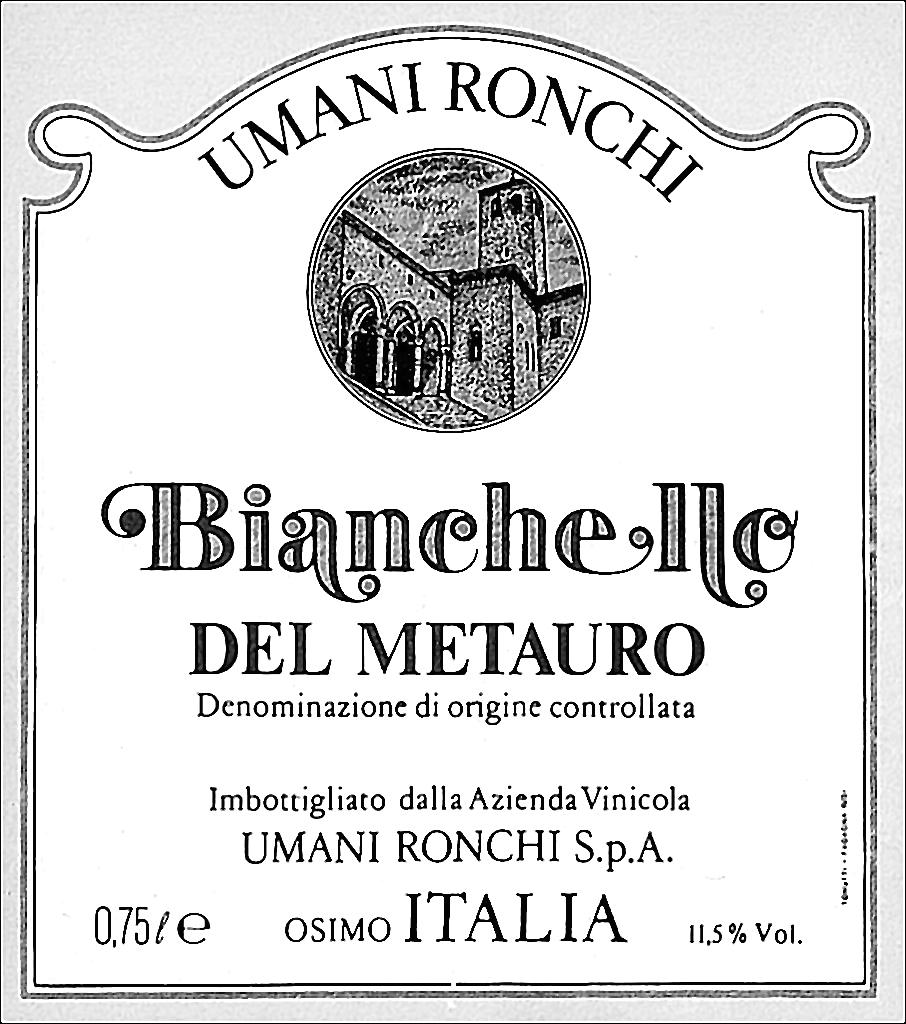 UMANI RONCHI
Bianchello
DEL METAURO
Denominazione di origine controllata
Imbottigliato dalla Azienda Vinicola
UMANI RONCHI S.p.A.
0,75 ℓ e OSIMO ITALIA 11,5% Vol.